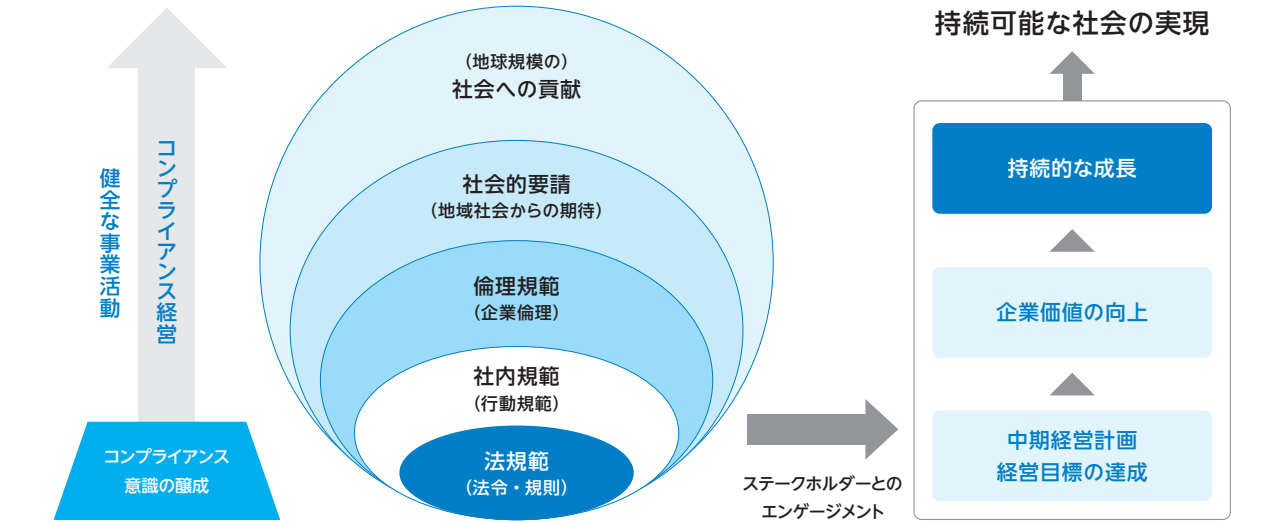 健全な事業活動
コンプライアンス経営
コンプライアンス
意識の醸成
（地球規模の）
社会への貢献
社会的要請
（地域社会からの期待）
倫理規範
（企業倫理）
社内規範
（行動規範）
法規範
（法令・規則）
ステークホルダーとの
エンゲージメント
持続可能な社会の実現
持続的な成長
企業価値の向上
中期経営計画
経営目標の達成